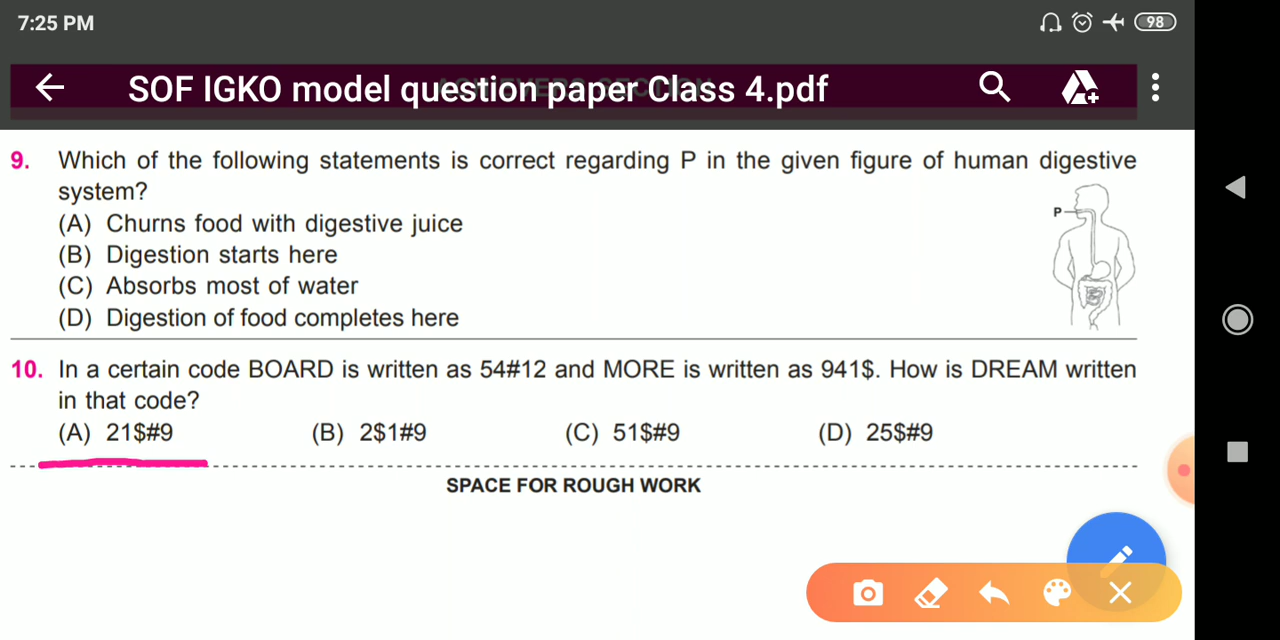 7:25 PM
98
SOF IGKO model question paper Class 4.pdf
9. Which of the following statements is correct regarding P in the given figure of human digestive
system?
P
(A) Churns food with digestive juice
(B) Digestion starts here
(C) Absorbs most of water
(D) Digestion of food completes here
10. In a certain code BOARD is written as 54#12 and MORE is written as 941$. How is DREAM written
in that code?
(A) 21$#9 (B) 2$1#9 (C) 51$#9 (D) 25$#9
SPACE FOR ROUGH WORK